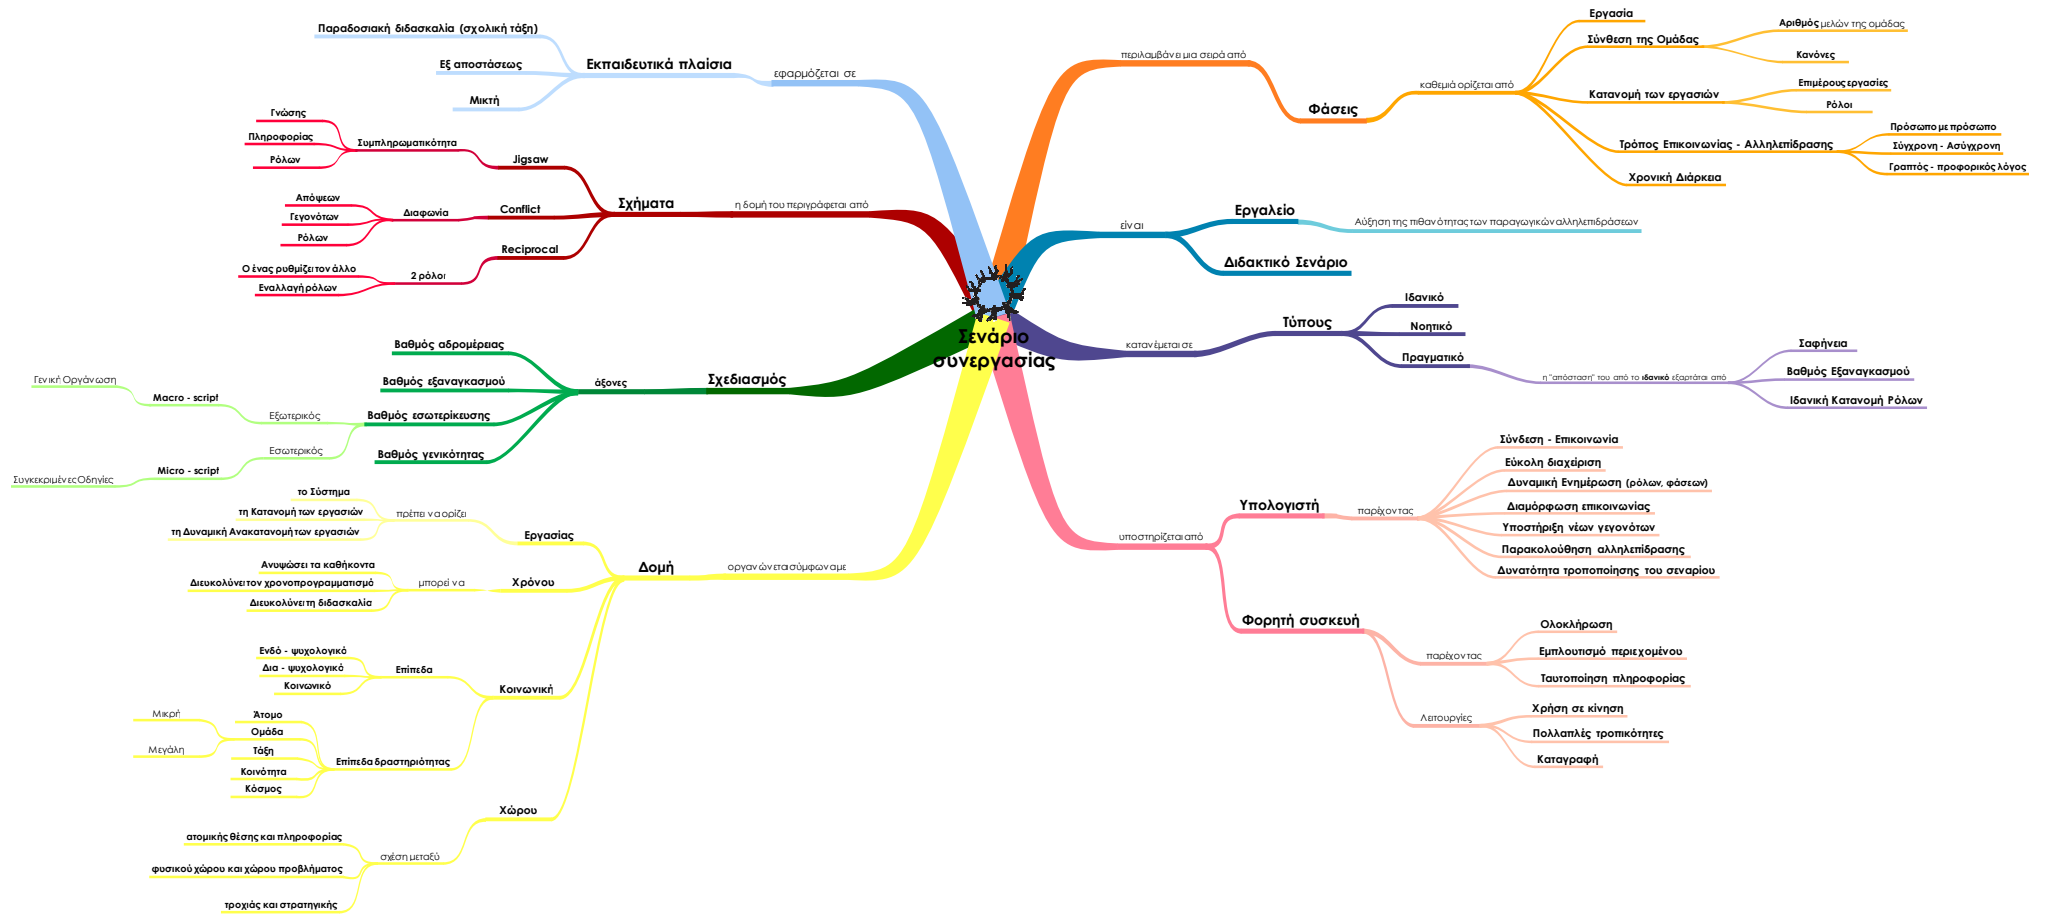 Σενάριο
συνεργασίας
εφαρμόζεται σε
Εκπαιδευτικά πλαίσια
Παραδοσιακή διδασκαλία (σχολική τάξη)
Εξ αποστάσεως
Μικτή
η δομή του περιγράφεται από
Σχήματα
Jigsaw
Συμπληρωματικότητα
Γνώσης
Πληροφορίας
Ρόλων
Conflict
Διαφωνία
Απόψεων
Γεγονότων
Ρόλων
Reciprocal
2 ρόλοι
Ο ένας ρυθμίζει τον άλλο
Εναλλαγή ρόλων
Σχεδιασμός
άξονες
Βαθμός αδρομέρειας
Βαθμός εξαναγκασμού
Βαθμός εσωτερίκευσης
Εξωτερικός
Macro - script
Γενική Οργάνωση
Εσωτερικός
Micro - script
Συγκεκριμένες Οδηγίες
Βαθμός γενικότητας
οργανώνεται σύμφωνα με
Δομή
Εργασίας
πρέπει να ορίζει
το Σύστημα
τη Κατανομή των εργασιών
τη Δυναμική Ανακατανομή των εργασιών
Χρόνου
μπορεί να
Ανυψώσει τα καθήκοντα
Διευκολύνει τον χρονοπρογραμματισμό
Διευκολύνει τη διδασκαλία
Κοινωνική
Επίπεδα
Ενδό - ψυχολογικό
Δια - ψυχολογικό
Κοινωνικό
Επίπεδα δραστηριότητας
Άτομο
Ομάδα
Μικρή
Μεγάλη
Τάξη
Κοινότητα
Κόσμος
Χώρου
σχέση μεταξύ
ατομικής θέσης και πληροφορίας
φυσικού χώρου και χώρου προβλήματος
τροχιάς και στρατηγικής
περιλαμβάνει μια σειρά από
Φάσεις
καθεμιά ορίζεται από
Εργασία
Σύνθεση της Ομάδας
Αριθμός μελών της ομάδας
Κανόνες
Κατανομή των εργασιών
Επιμέρους εργασίες
Ρόλοι
Τρόπος Επικοινωνίας - Αλληλεπίδρασης
Πρόσωπο με πρόσωπο
Σύγχρονη - Ασύγχρονη
Γραπτός - προφορικός λόγος
Χρονική Διάρκεια
είναι
Εργαλείο
Αύξηση της πιθανότητας των παραγωγικών αλληλεπιδράσεων
Διδακτικό Σενάριο
κατανέμεται σε
Τύπους
Ιδανικό
Νοητικό
Πραγματικό
η "απόσταση" του από το ιδανικό εξαρτάται από
Σαφήνεια
Βαθμός Εξαναγκασμού
Ιδανική Κατανομή Ρόλων
υποστηρίζεται από
Υπολογιστή
παρέχοντας
Σύνδεση - Επικοινωνία
Εύκολη διαχείριση
Δυναμική Ενημέρωση (ρόλων, φάσεων)
Διαμόρφωση επικοινωνίας
Υποστήριξη νέων γεγονότων
Παρακολούθηση αλληλεπίδρασης
Δυνατότητα τροποποίησης του σεναρίου
Φορητή συσκευή
παρέχοντας
Ολοκλήρωση
Εμπλουτισμό περιεχομένου
Ταυτοποίηση πληροφορίας
Λειτουργίες
Χρήση σε κίνηση
Πολλαπλές τροπικότητες
Καταγραφή